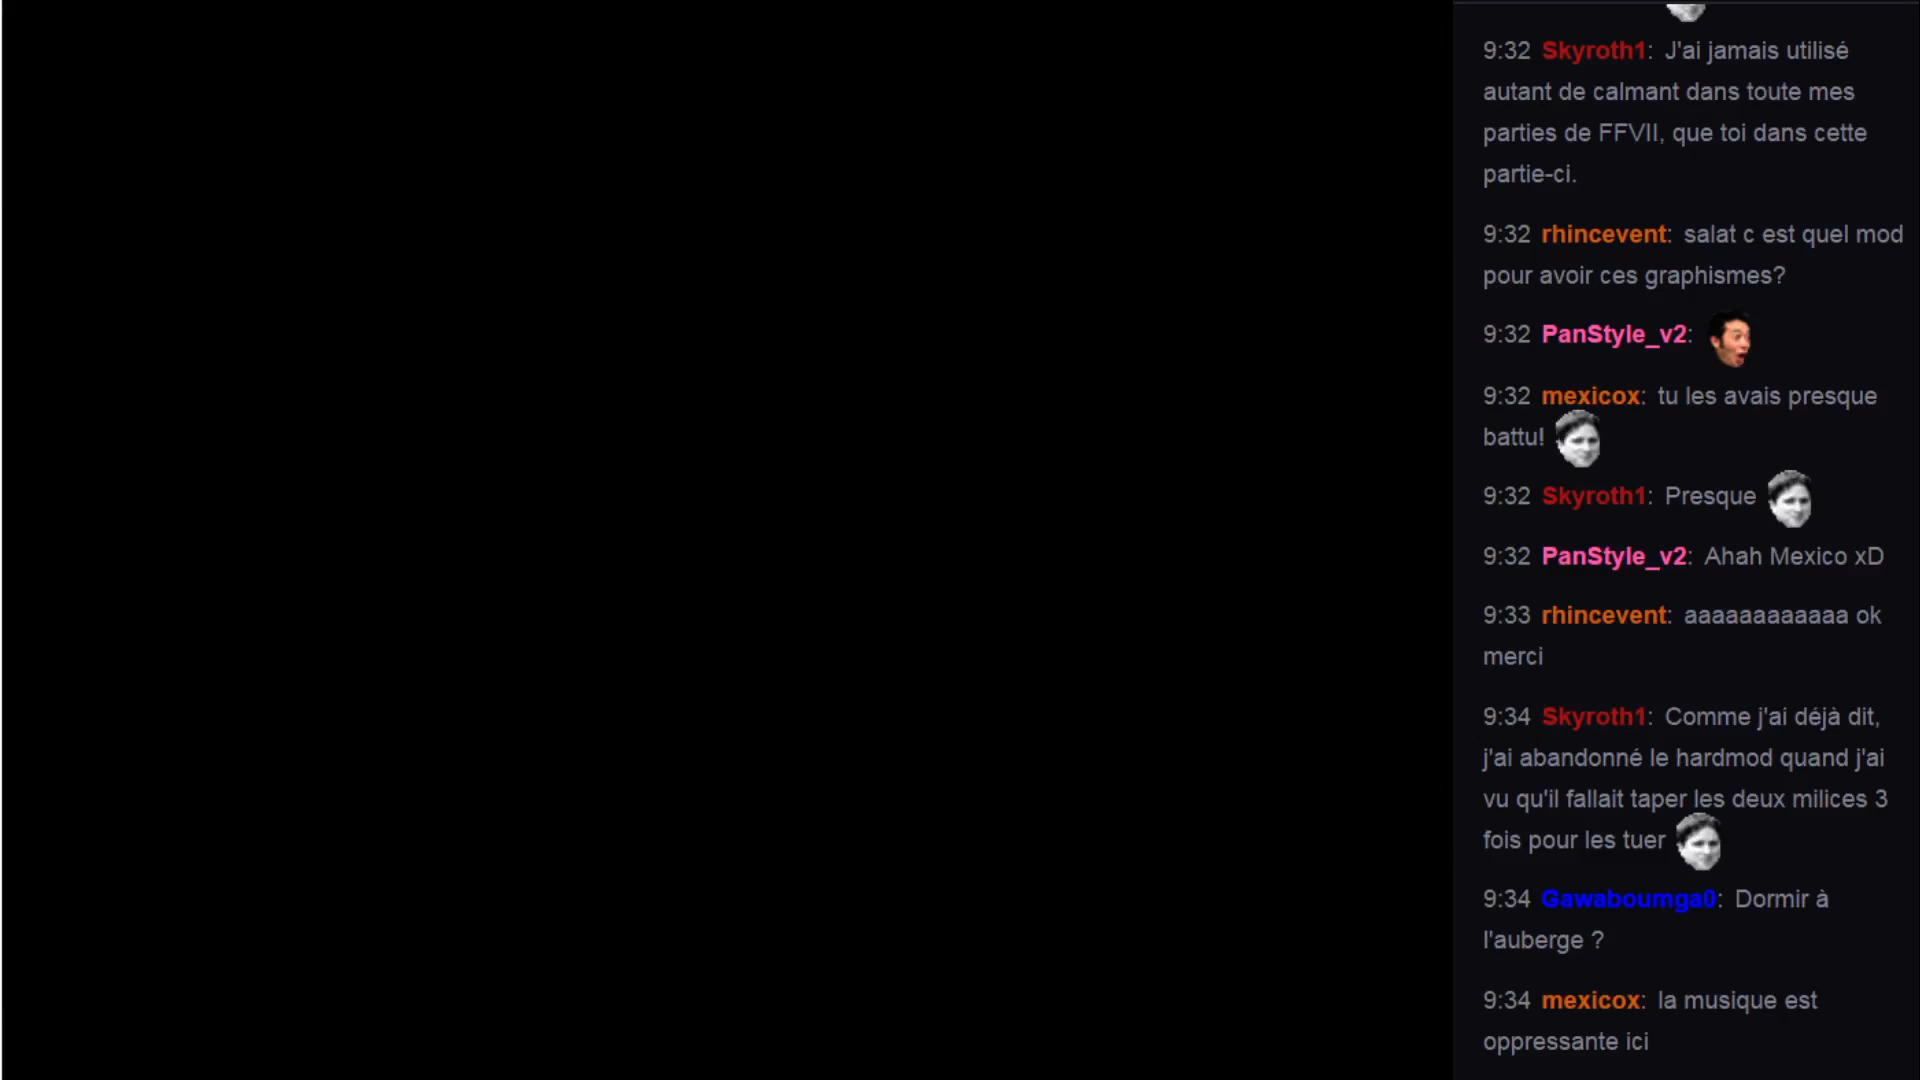 9:32 Skyroth1: J'ai jamais utilisé
autant de calmant dans toute mes
parties de FFVII, que toi dans cette
partie-ci.
9:32 rhincevent: salat c est quel mod
pour avoir ces graphismes?
9:32 PanStyle_v2:
9:32 mexicox: tu les avais presque
battu!
9:32 Skyroth1: Presque
9:32 PanStyle_v2: Ahah Mexico xD
9:33 rhincevent: aaaaaaaaaaaa ok
merci
9:34 Skyroth1: Comme j'ai déjà dit,
j'ai abandonné le hardmod quand j'ai
vu qu'il fallait taper les deux milices 3
fois pour les tuer
9:34 Gawaboumga0: Dormir à
l'auberge ?
9:34 mexicox: la musique est
oppressante ici